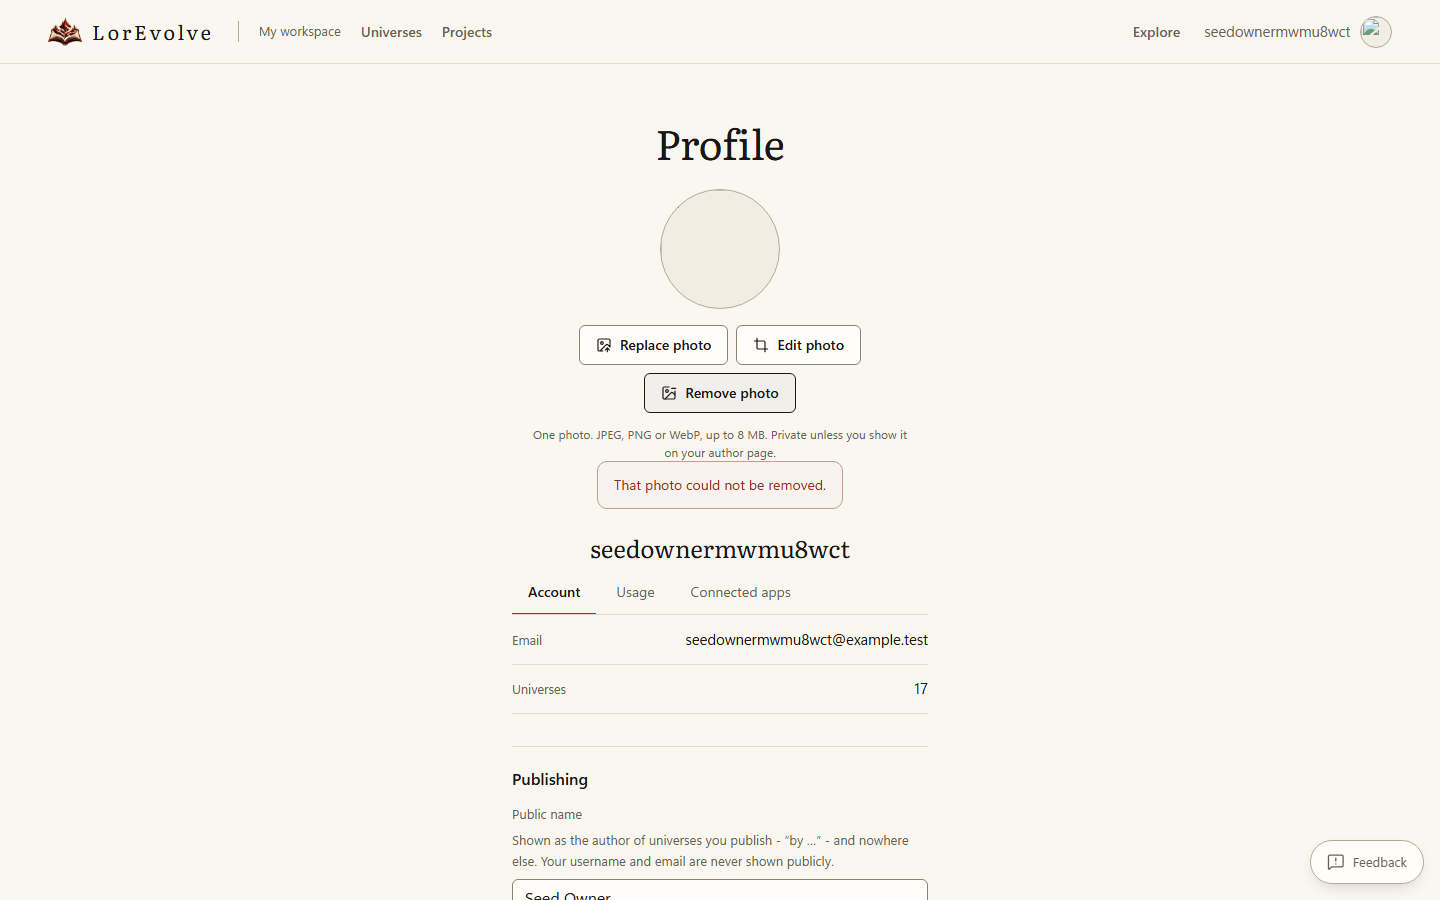 LorEvolve
My workspace
Universes
Projects
Explore
seedownermwmu8wct
Profile
Replace photo
Edit photo
Remove photo
One photo. JPEG, PNG or WebP, up to 8 MB. Private unless you show it
on your author page.
That photo could not be removed.
seedownermwmu8wct
Account
Usage
Connected apps
Email
seedownermwmu8wct@example.test
Universes
17
Publishing
Public name
Shown as the author of universes you publish - “by ...” - and nowhere
else. Your username and email are never shown publicly.
Seed Owner
Feedback